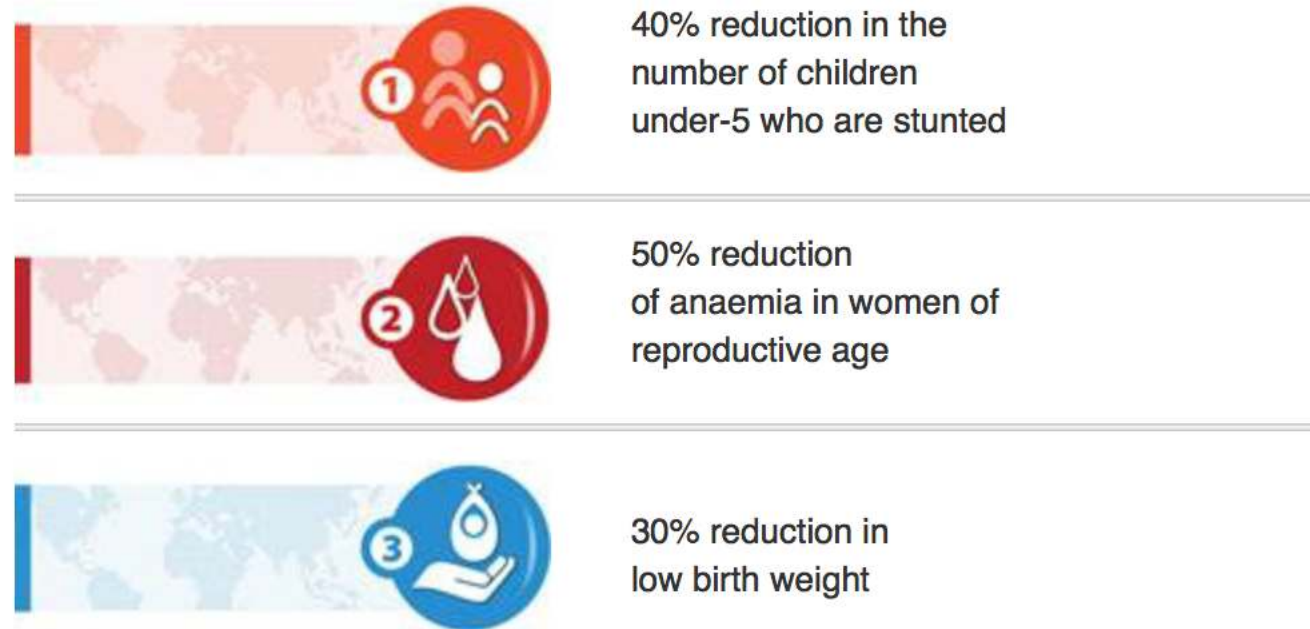 1
40% reduction in the
number of children
under-5 who are stunted
2
50% reduction
of anaemia in women of
reproductive age
3
30% reduction in
low birth weight